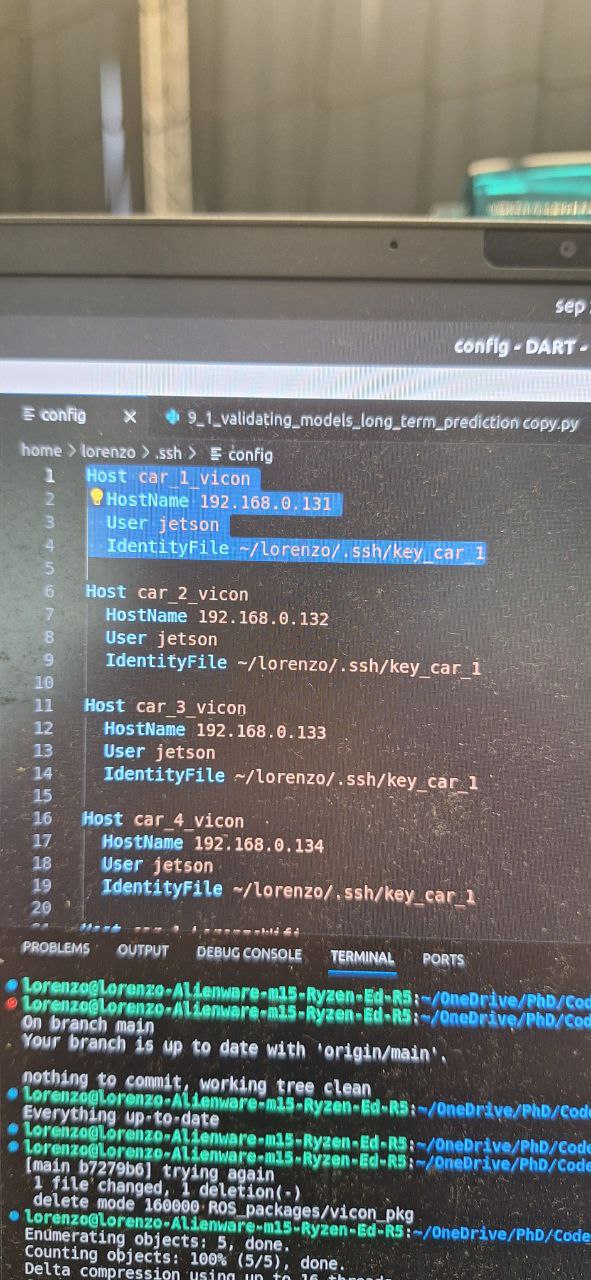 sep
config - DART -
config × 9_1_validating_models_long_term_prediction copy.py
home > lorenzo > .ssh > config
1 Host car_1_vicon
2 HostName 192.168.0.131
3 User jetson
4 IdentityFile ~/lorenzo/.ssh/key_car_1
5
6 Host car_2_vicon
7 HostName 192.168.0.132
8 User jetson
9 IdentityFile ~/lorenzo/.ssh/key_car_1
10
11 Host car_3_vicon
12 HostName 192.168.0.133
13 User jetson
14 IdentityFile ~/lorenzo/.ssh/key_car_1
15
16 Host car_4_vicon
17 HostName 192.168.0.134
18 User jetson
19 IdentityFile ~/lorenzo/.ssh/key_car_1
20
PROBLEMS OUTPUT DEBUG CONSOLE TERMINAL PORTS
lorenzo@lorenzo-Alienware-m15-Ryzen-Ed-R5:~/OneDrive/PhD/Cod
lorenzo@lorenzo-Alienware-m15-Ryzen-Ed-R5:~/OneDrive/PhD/Cod
On branch main
Your branch is up to date with 'origin/main'.
nothing to commit, working tree clean
lorenzo@lorenzo-Alienware-m15-Ryzen-Ed-R5:~/OneDrive/PhD/Code
Everything up-to-date
lorenzo@lorenzo-Alienware-m15-Ryzen-Ed-R5:~/OneDrive/PhD/Code
lorenzo@lorenzo-Alienware-m15-Ryzen-Ed-R5:~/OneDrive/PhD/Code
[main b7279b6] trying again
1 file changed, 1 deletion(-)
delete mode 160000 ROS_packages/vicon_pkg
lorenzo@lorenzo-Alienware-m15-Ryzen-Ed-R5:~/OneDrive/PhD/Code
Enumerating objects: 5, done.
Counting objects: 100% (5/5), done.
Delta compression using up to 16 threads